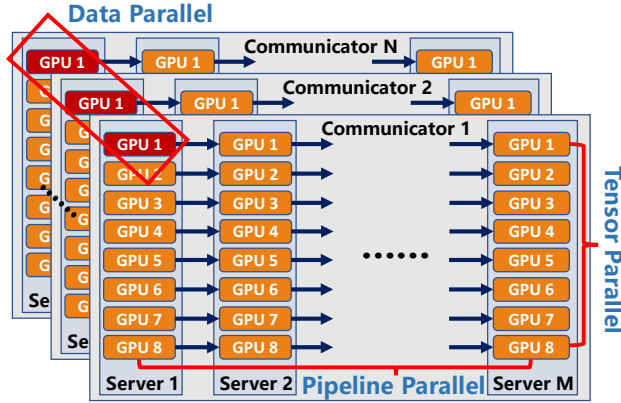 Data Parallel
Communicator N
GPU 1 GPU 1 GPU 1
Communicator 2
GPU 1 GPU 1 GPU 1
Communicator 1
GPU 1 GPU 1 GPU 1
GPU 2 GPU 2 GPU 2
GPU 3 GPU 3 GPU 3
GPU 4 GPU 4 GPU 4
GPU 5 GPU 5 GPU 5
GPU 6 GPU 6 GPU 6
GPU 7 GPU 7 GPU 7
GPU 8 GPU 8 GPU 8
Server 1 Server 2 Pipeline Parallel Server M
Tensor Parallel